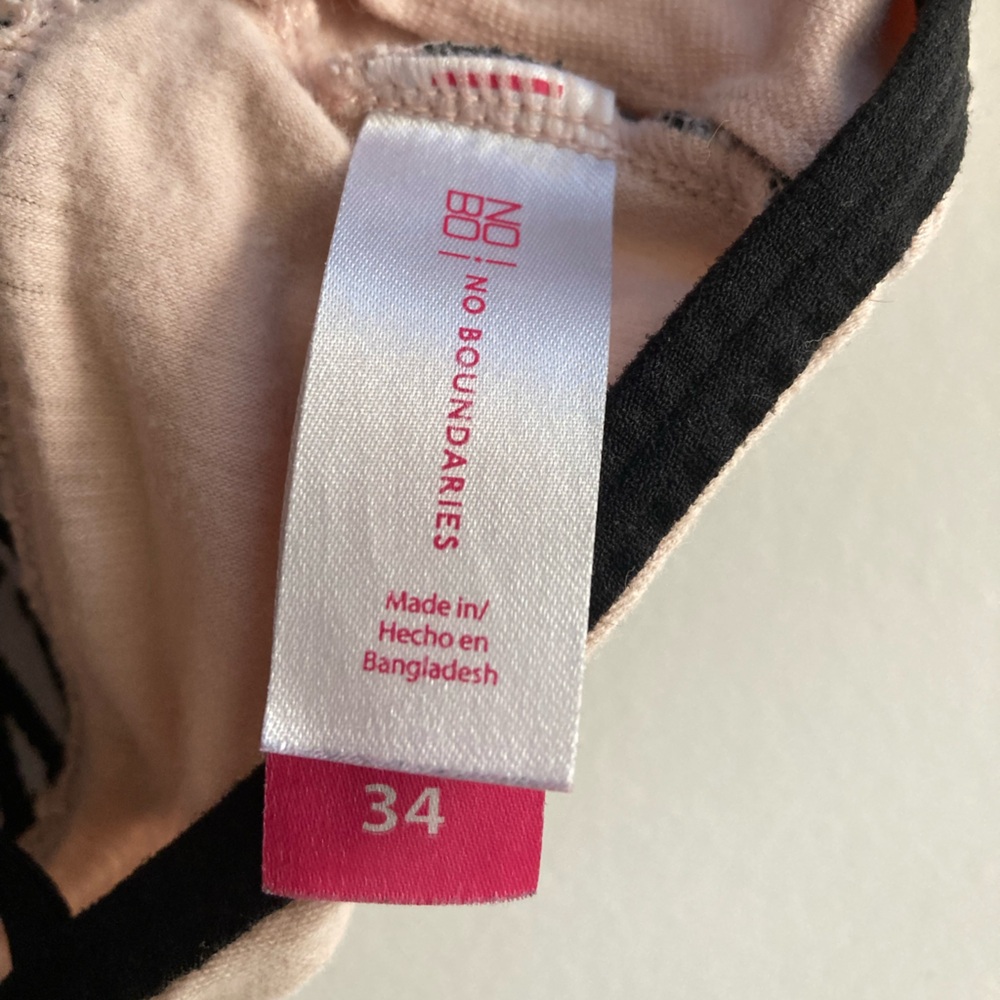 NO
BO
NO BOUNDARIES
Made in/
Hecho en
Bangladesh
34